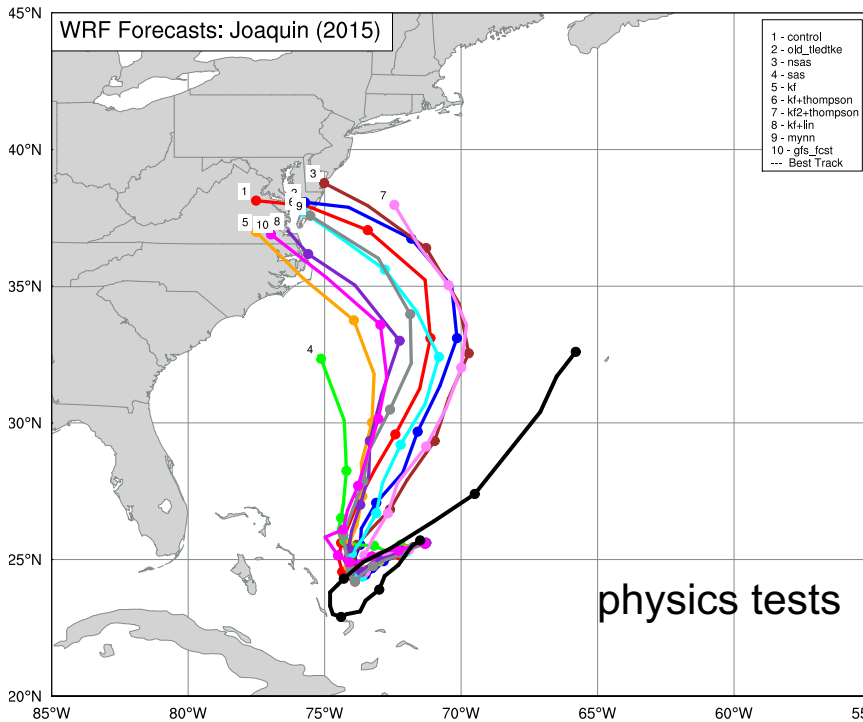 45°N
WRF Forecasts: Joaquin (2015)
1 - control
2 - old_tledtke
3 - nsas
4 - sas
5 - kf
6 - kf+thompson
7 - kf2+thompson
8 - kf+lin
9 - mynn
10 - gfs_fcst
--- Best Track
40°N
3
1
2
7
6
9
5
10
8
35°N
4
30°N
25°N
physics tests
20°N
85°W
80°W
75°W
70°W
65°W
60°W